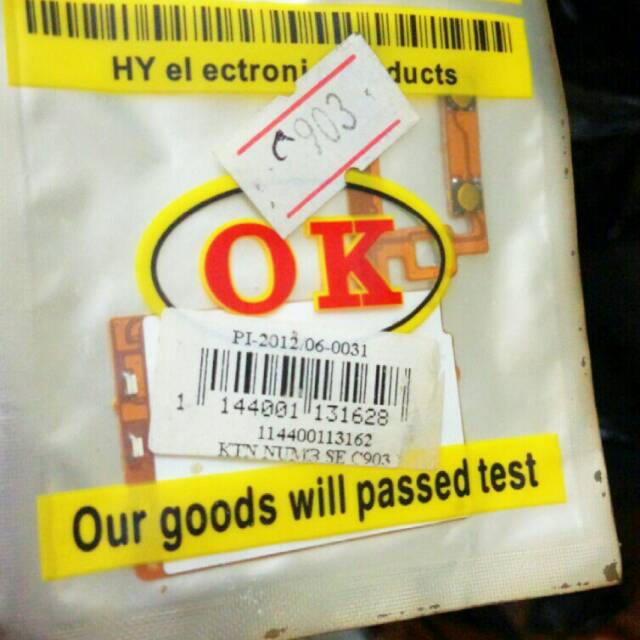 HY el ectroni ducts
C903
OK
PI-2012/06-0031
1 144001 131628
114400113162
KTN NUMB SE C903
Our goods will passed test